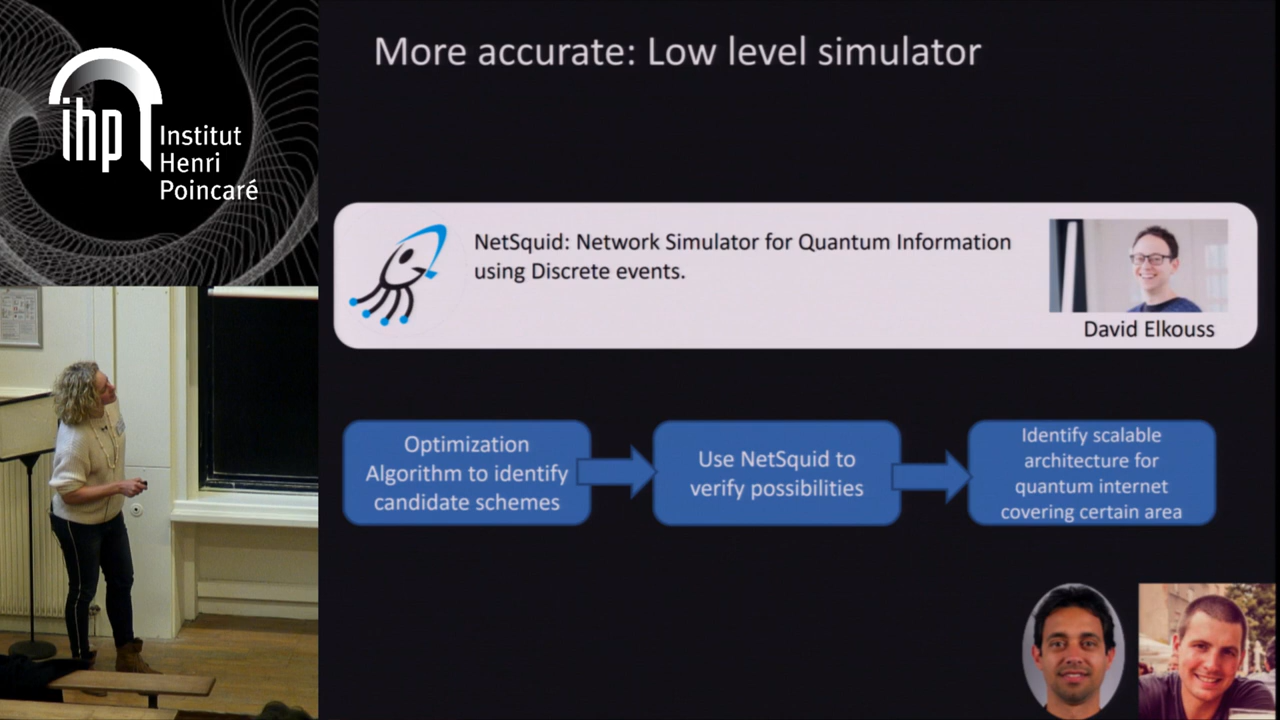 ihp
Institut
Henri
Poincaré
More accurate: Low level simulator
NetSquid: Network Simulator for Quantum Information
using Discrete events.
David Elkouss
Optimization
Algorithm to identify
candidate schemes
Use NetSquid to
verify possibilities
Identify scalable
architecture for
quantum internet
covering certain area